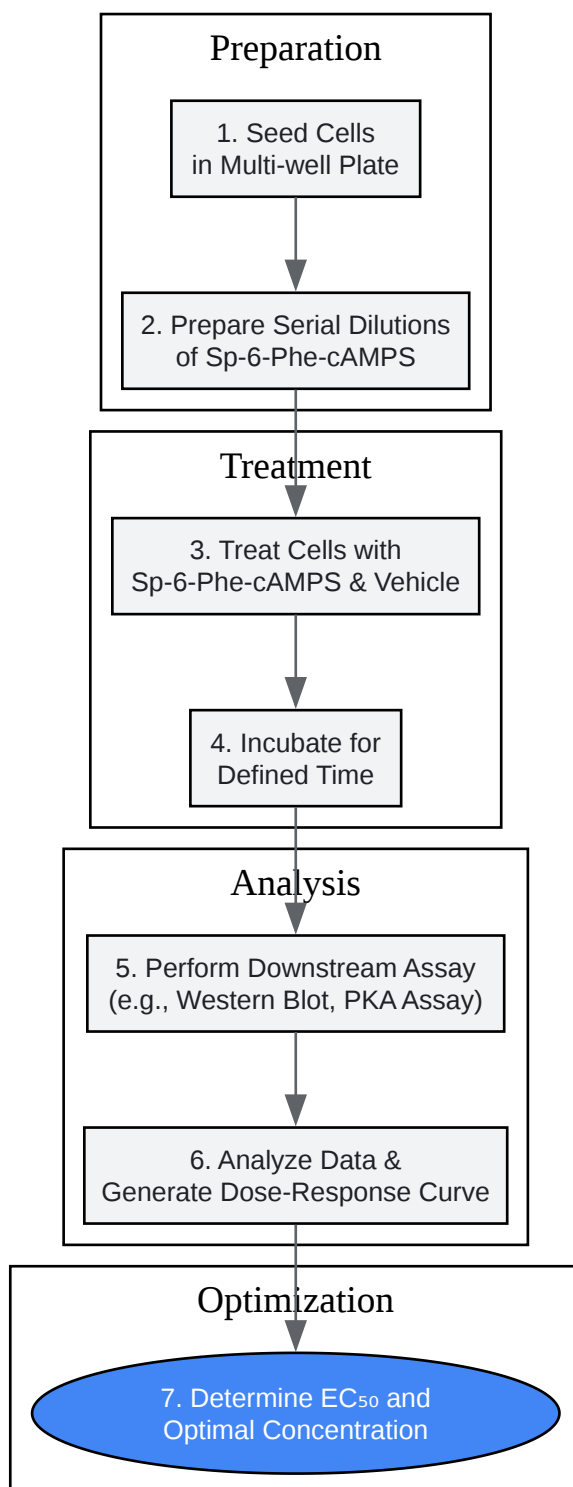 Preparation
1. Seed Cells
in Multi-well Plate
2. Prepare Serial Dilutions
of Sp-6-Phe-cAMPS
Treatment
3. Treat Cells with
Sp-6-Phe-cAMPS & Vehicle
4. Incubate for
Defined Time
Analysis
5. Perform Downstream Assay
(e.g., Western Blot, PKA Assay)
6. Analyze Data &
Generate Dose-Response Curve
Optimization
7. Determine EC₅₀ and
Optimal Concentration